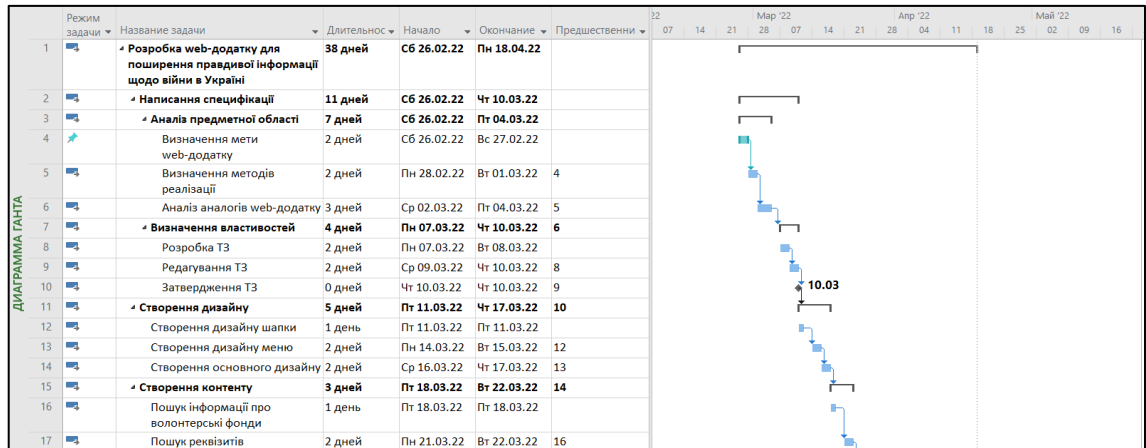 Режим задачи Название задачи Длительнос Начало Окончание Предшественни
22 Мар '22 Апр '22 Май '22
07 14 21 28 07 14 21 28 04 11 18 25 02 09 16
ДИАГРАММА ГАНТА
1 Розробка web-додатку для поширення правдивої інформації щодо війни в Україні 38 дней Сб 26.02.22 Пн 18.04.22
2 Написання специфікації 11 дней Сб 26.02.22 Чт 10.03.22
3 Аналіз предметної області 7 дней Сб 26.02.22 Пт 04.03.22
4 Визначення мети web-додатку 2 дней Сб 26.02.22 Вс 27.02.22
5 Визначення методів реалізації 2 дней Пн 28.02.22 Вт 01.03.22 4
6 Аналіз аналогів web-додатку 3 дней Ср 02.03.22 Пт 04.03.22 5
7 Визначення властивостей 4 дней Пн 07.03.22 Чт 10.03.22 6
8 Розробка ТЗ 2 дней Пн 07.03.22 Вт 08.03.22
9 Редагування ТЗ 2 дней Ср 09.03.22 Чт 10.03.22 8
10 Затвердження ТЗ 0 дней Чт 10.03.22 Чт 10.03.22 9 10.03
11 Створення дизайну 5 дней Пт 11.03.22 Чт 17.03.22 10
12 Створення дизайну шапки 1 день Пт 11.03.22 Пт 11.03.22
13 Створення дизайну меню 2 дней Пн 14.03.22 Вт 15.03.22 12
14 Створення основного дизайну 2 дней Ср 16.03.22 Чт 17.03.22 13
15 Створення контенту 3 дней Пт 18.03.22 Вт 22.03.22 14
16 Пошук інформації про волонтерські фонди 1 день Пт 18.03.22 Пт 18.03.22
17 Пошук реквізитів 2 дней Пн 21.03.22 Вт 22.03.22 16